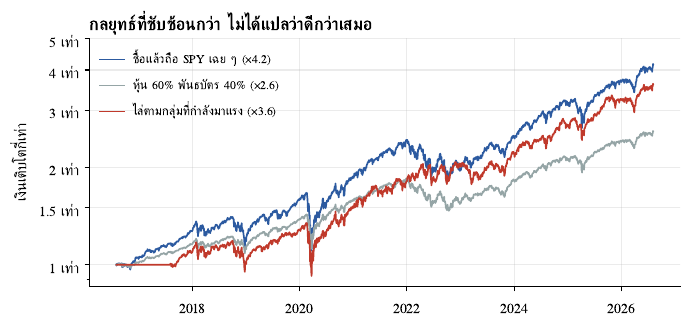 กลยุทธ์ที่ซับซ้อนกว่า ไม่ได้แปลว่าดีกว่าเสมอ
5 เท่า
4 เท่า
3 เท่า
2 เท่า
1.5 เท่า
1 เท่า
เงินเติบโตกี่เท่า
ซื้อแล้วถือ SPY เฉย ๆ (×4.2)
หุ้น 60% พันธบัตร 40% (×2.6)
ไล่ตามกลุ่มที่กำลังมาแรง (×3.6)
2018
2020
2022
2024
2026